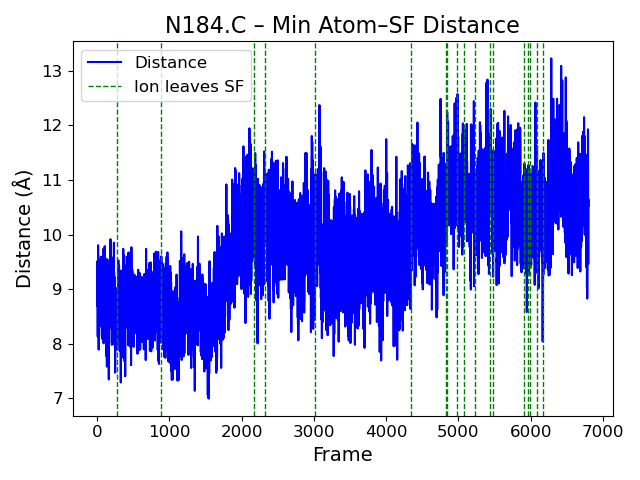 N184.C – Min Atom–SF Distance
Distance
Ion leaves SF
Distance (Å)
13
12
11
10
9
8
7
0 1000 2000 3000 4000 5000 6000 7000
Frame